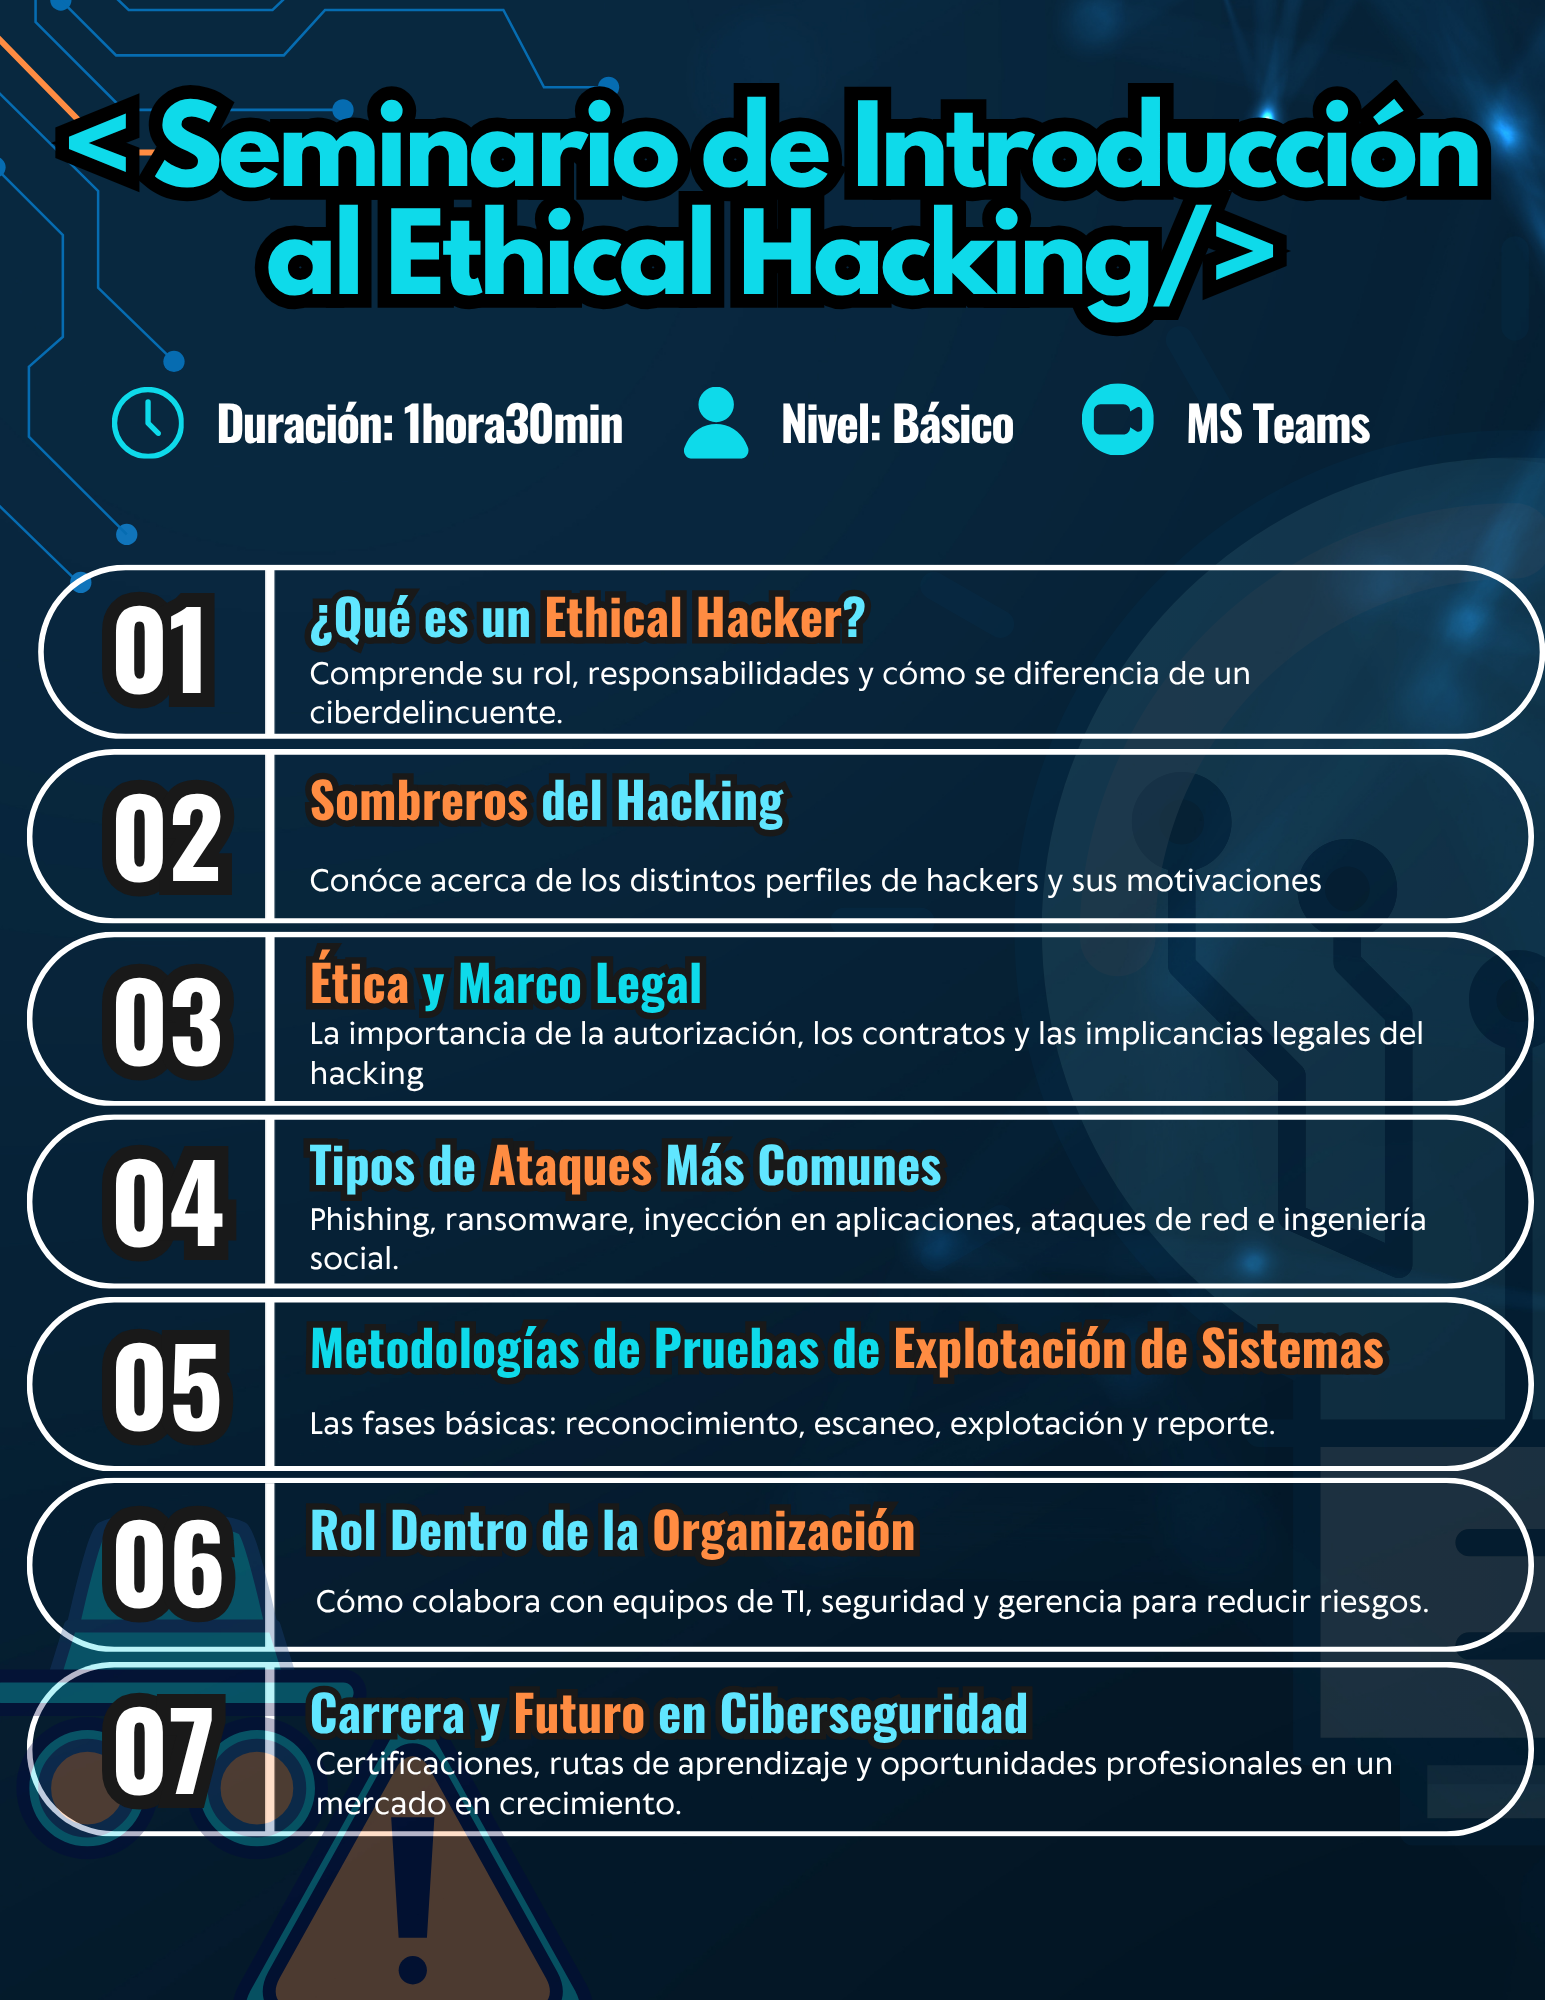 < Seminario de Introducción
al Ethical Hacking/>
Duración: 1hora30min
Nivel: Básico
MS Teams
01
¿Qué es un Ethical Hacker?
Comprende su rol, responsabilidades y cómo se diferencia de un
ciberdelincuente.
02
Sombreros del Hacking
Conóce acerca de los distintos perfiles de hackers y sus motivaciones
03
Ética y Marco Legal
La importancia de la autorización, los contratos y las implicancias legales del
hacking
04
Tipos de Ataques Más Comunes
Phishing, ransomware, inyección en aplicaciones, ataques de red e ingeniería
social.
05
Metodologías de Pruebas de Explotación de Sistemas
Las fases básicas: reconocimiento, escaneo, explotación y reporte.
06
Rol Dentro de la Organización
Cómo colabora con equipos de TI, seguridad y gerencia para reducir riesgos.
07
Carrera y Futuro en Ciberseguridad
Certificaciones, rutas de aprendizaje y oportunidades profesionales en un
mercado en crecimiento.